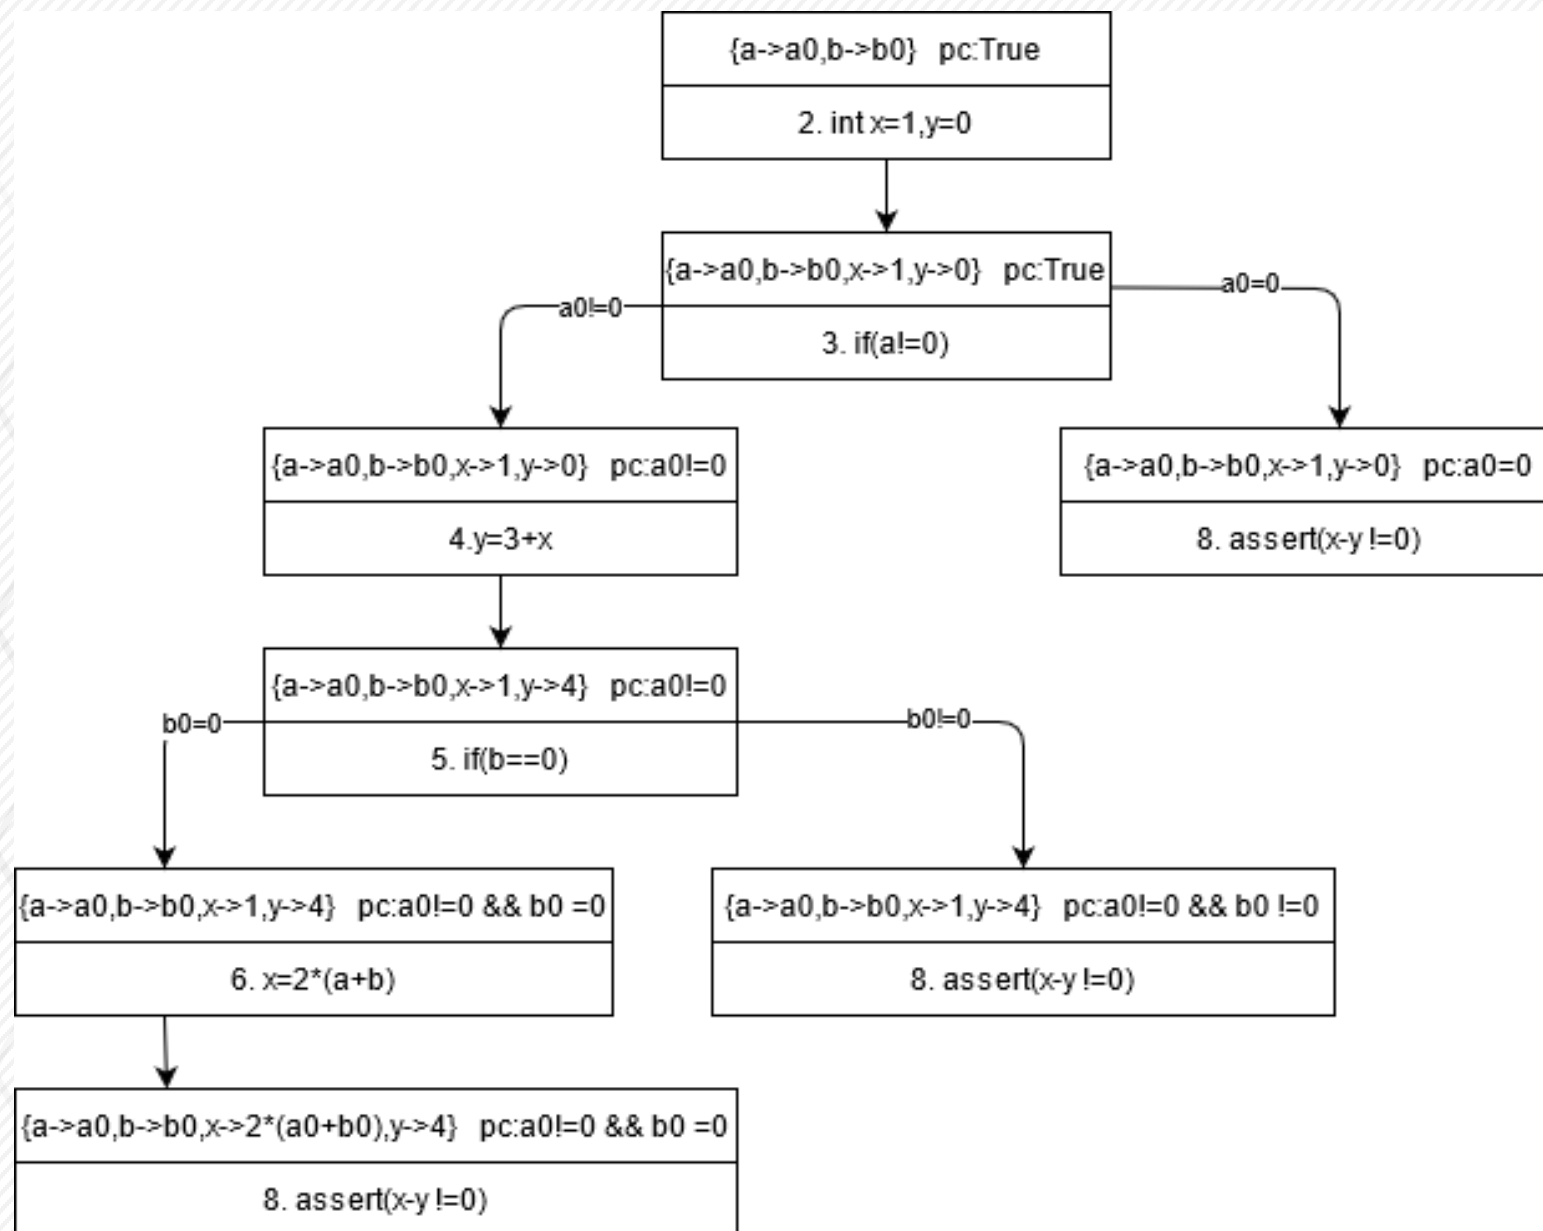 {a->a0,b->b0} pc:True
2. int x=1,y=0
{a->a0,b->b0,x->1,y->0} pc:True
a0=0
a0!=0
3. if(a!=0)
{a->a0,b->b0,x->1,y->0} pc:a0!=0
{a->a0,b->b0,x->1,y->0} pc:a0=0
4.y=3+x
8. assert(x-y !=0)
{a->a0,b->b0,x->1,y->4} pc:a0!=0
b0=0
b0!=0
5. if(b==0)
{a->a0,b->b0,x->1,y->4} pc:a0!=0 && b0 =0
{a->a0,b->b0,x->1,y->4} pc:a0!=0 && b0 !=0
6. x=2*(a+b)
8. assert(x-y !=0)
{a->a0,b->b0,x->2*(a0+b0),y->4} pc:a0!=0 && b0 =0
8. assert(x-y !=0)